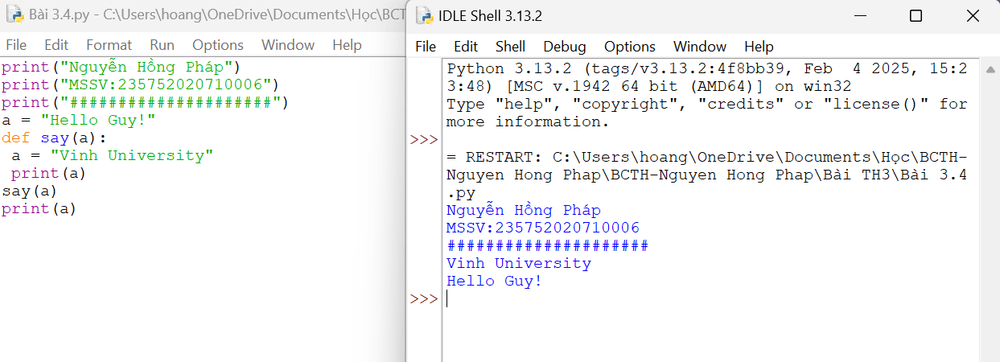 Bài 3.4.py - C:\Users\hoang\OneDrive\Documents\Học\BCT
File Edit Format Run Options Window Help
print("Nguyễn Hồng Pháp")
print("MSSV:235752020710006")
print("#####################")
a = "Hello Guy!"
def say(a):
 a = "Vinh University"
 print(a)
say(a)
print(a)
IDLE Shell 3.13.2
File Edit Shell Debug Options Window Help
Python 3.13.2 (tags/v3.13.2:4f8bb39, Feb  4 2025, 15:2
3:48) [MSC v.1942 64 bit (AMD64)] on win32
Type "help", "copyright", "credits" or "license()" for
more information.
>>>
= RESTART: C:\Users\hoang\OneDrive\Documents\Học\BCTH-
Nguyen Hong Phap\BCTH-Nguyen Hong Phap\Bài TH3\Bài 3.4
.py
Nguyễn Hồng Pháp
MSSV:235752020710006
#####################
Vinh University
Hello Guy!
>>>